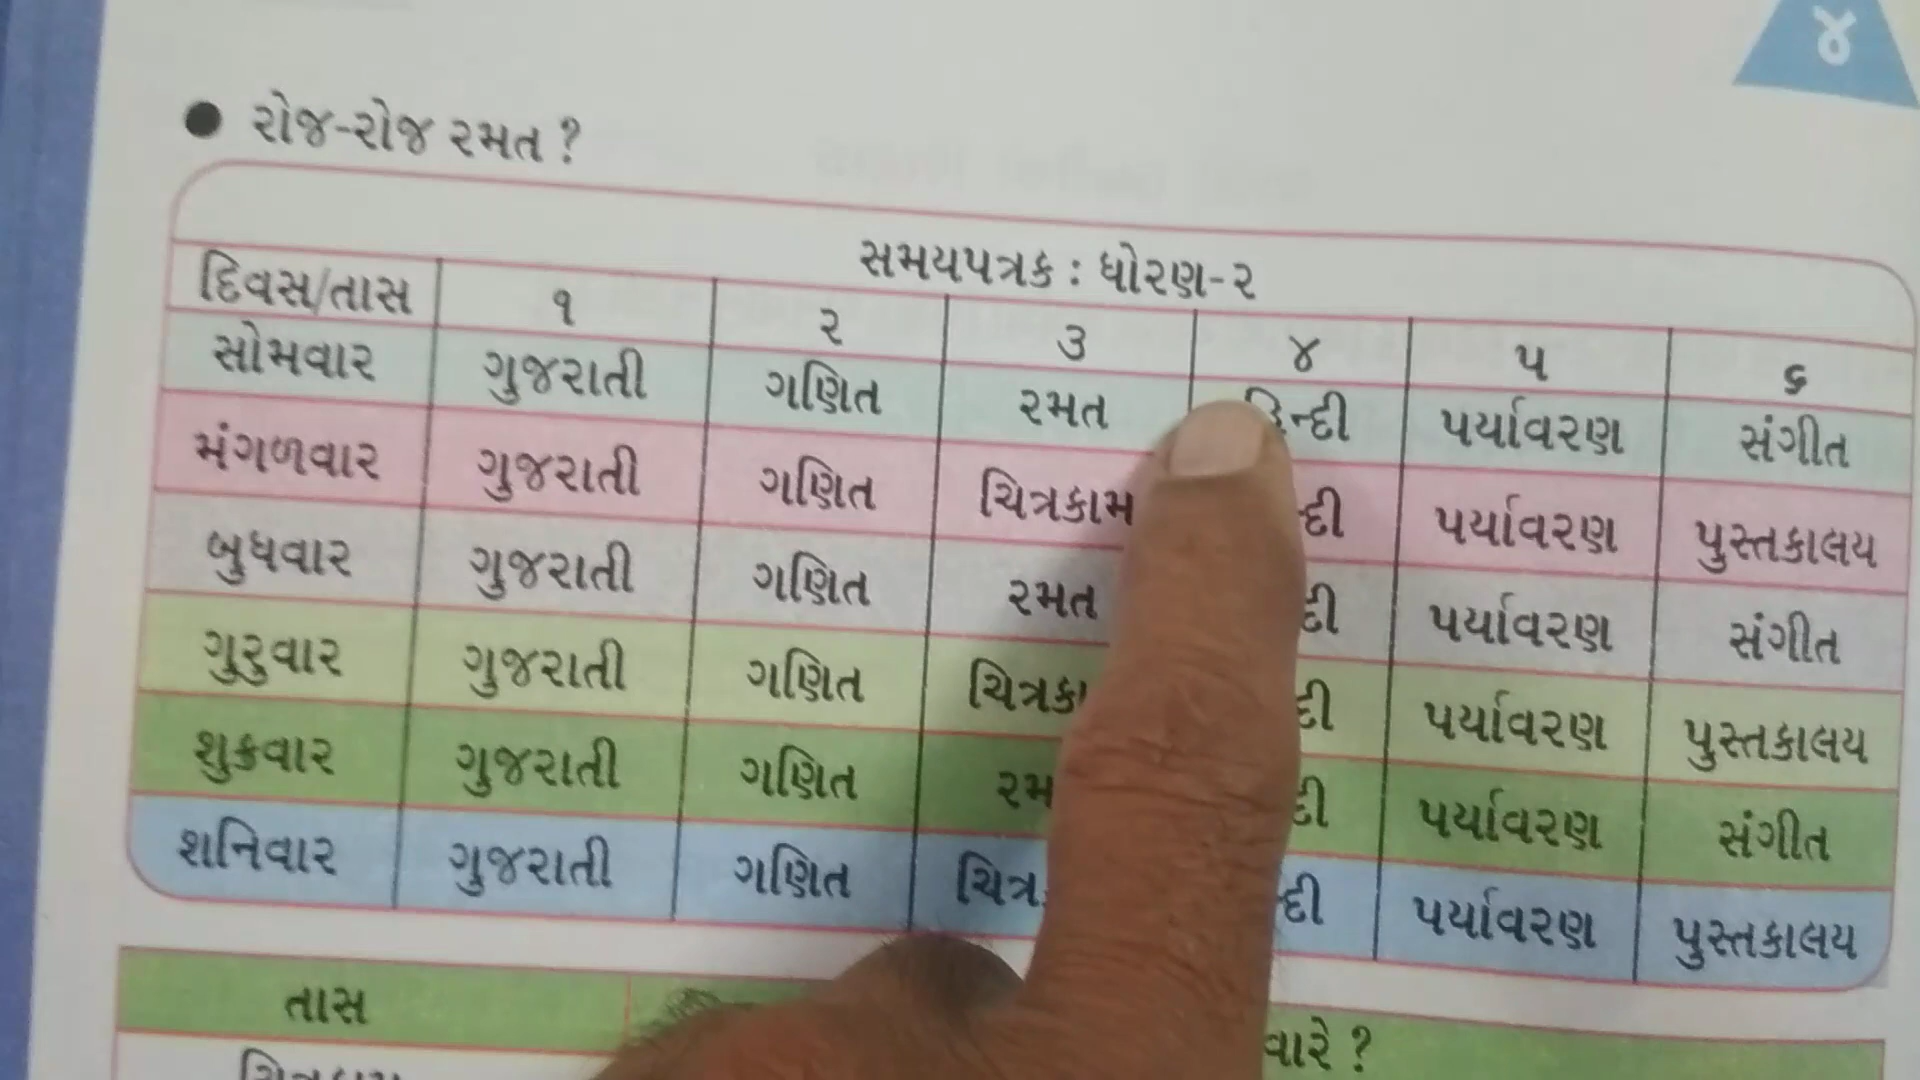 ૪
● રોજ-રોજ રમત ?
સમયપત્રક : ધોરણ-૨
દિવસ/તાસ ૧ ૨ ૩ ૪ ૫ ૬
સોમવાર ગુજરાતી ગણિત રમત હિન્દી પર્યાવરણ સંગીત
મંગળવાર ગુજરાતી ગણિત ચિત્રકામ પર્યાવરણ પુસ્તકાલય
બુધવાર ગુજરાતી ગણિત રમત પર્યાવરણ સંગીત
ગુરુવાર ગુજરાતી ગણિત પર્યાવરણ પુસ્તકાલય
શુક્રવાર ગુજરાતી ગણિત પર્યાવરણ સંગીત
શનિવાર ગુજરાતી ગણિત પર્યાવરણ પુસ્તકાલય
તાસ વારે ?